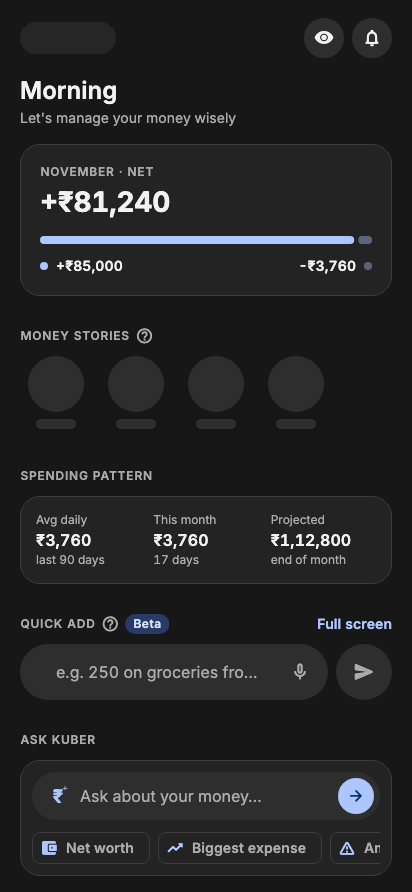 Morning
Let's manage your money wisely
NOVEMBER · NET
+₹81,240
+₹85,000 -₹3,760
MONEY STORIES
SPENDING PATTERN
Avg daily This month Projected
₹3,760 ₹3,760 ₹1,12,800
last 90 days 17 days end of month
QUICK ADD Beta Full screen
e.g. 250 on groceries fro...
ASK KUBER
Ask about your money...
Net worth Biggest expense